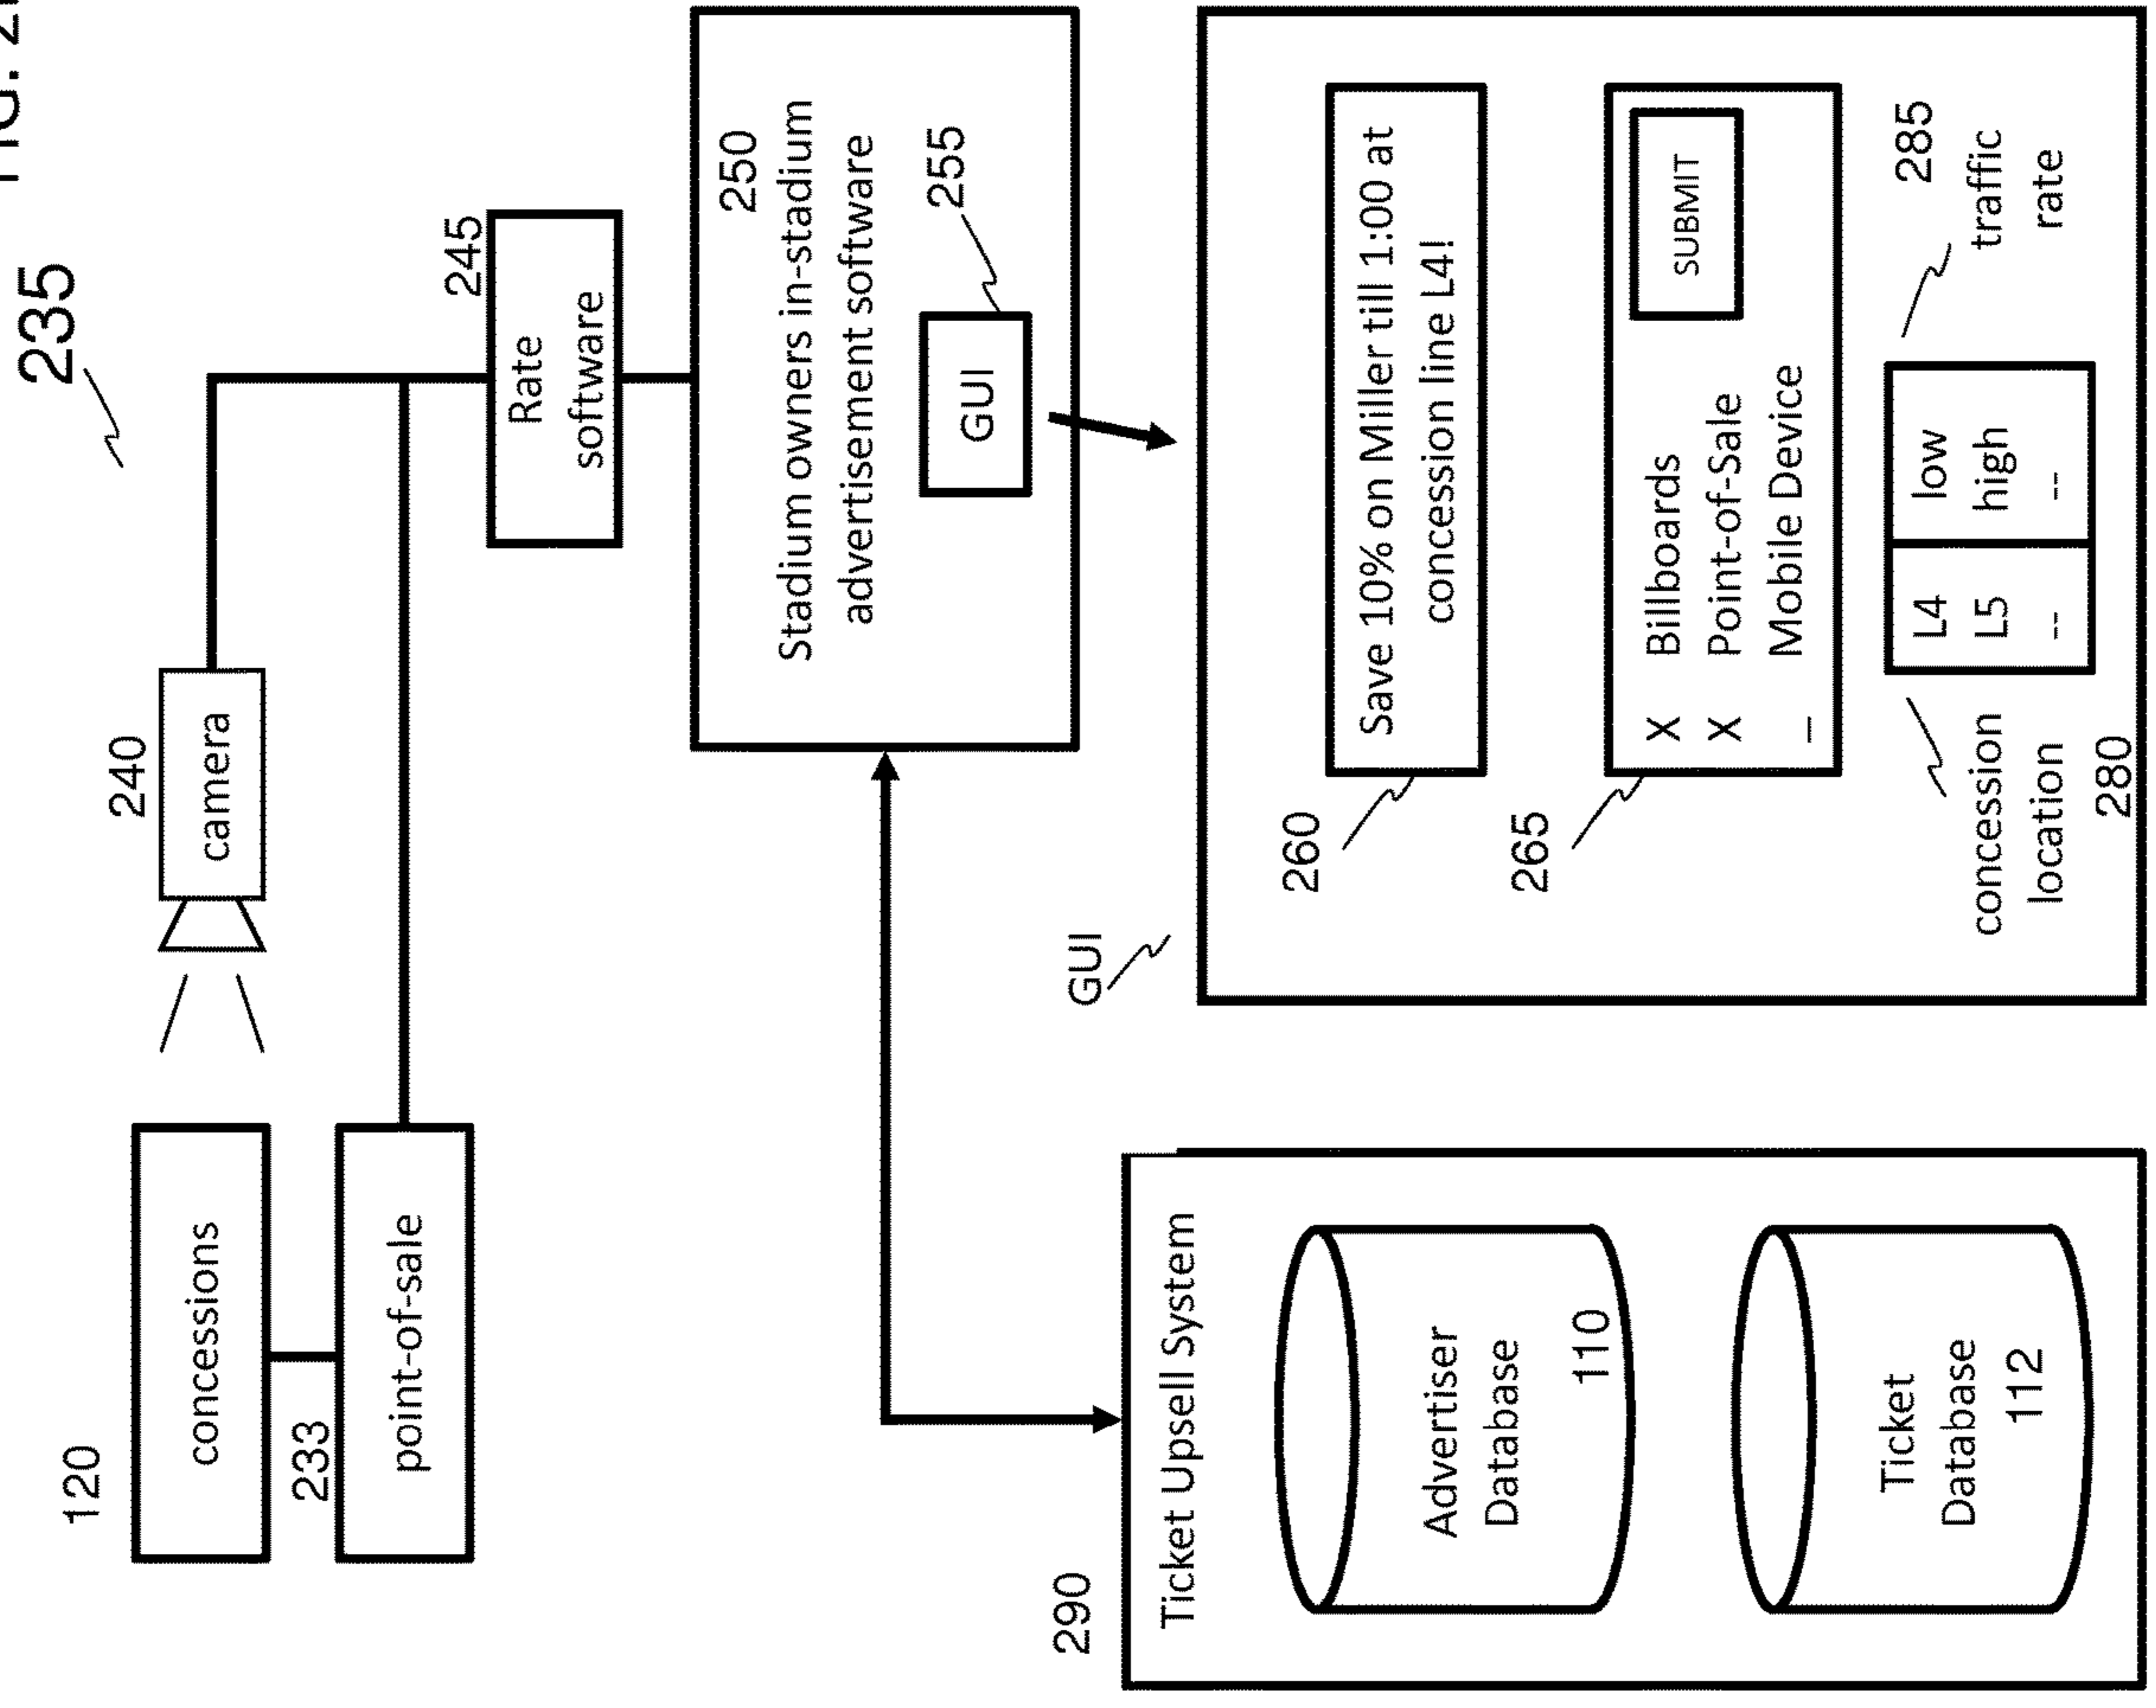 FIG. 2
235
120
concessions
233
point-of-sale
240
camera
245
Rate
software
250
Stadium owners in-stadium
advertisement software
255
GUI
290
Ticket Upsell System
Advertiser
Database
110
Ticket
Database
112
GUI
260
Save 10% on Miller till 1:00 at
concession line L4!
265
X Billboards
X Point-of-Sale
_ Mobile Device
SUBMIT
L4 low
L5 high
-- --
285
traffic
rate
concession
location
280